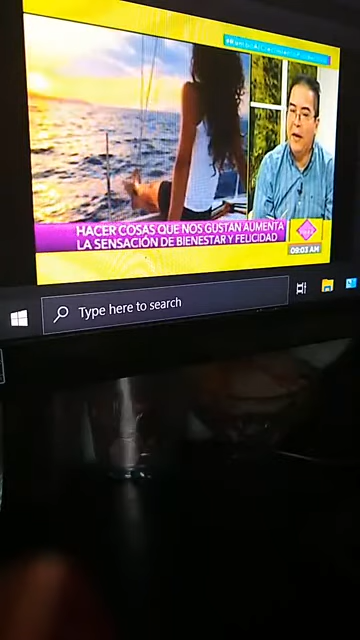 HACER COSAS QUE NOS GUSTAN AUMENTA
LA SENSACIÓN DE BIENESTAR Y FELICIDAD
09:03 AM
Type here to search